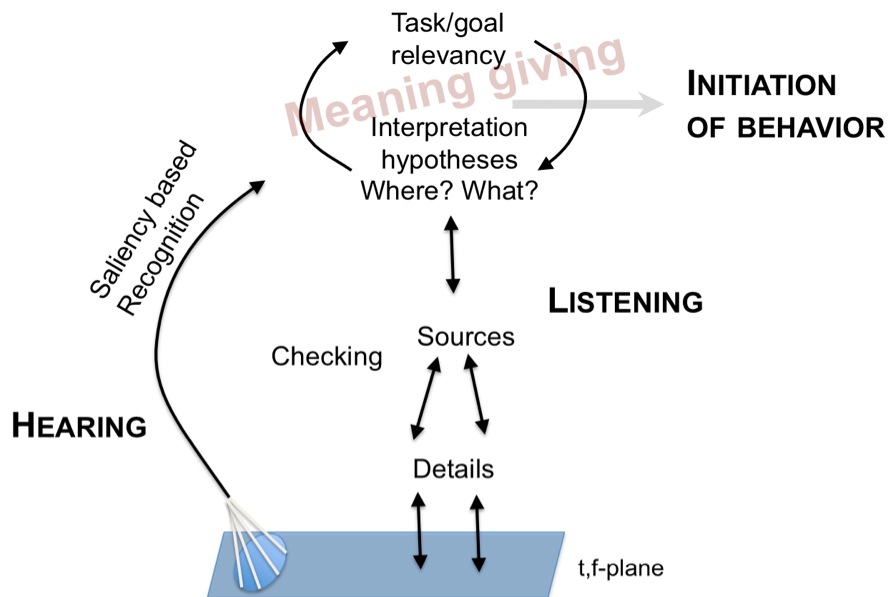 Task/goal
relevancy
Meaning giving
INITIATION
OF BEHAVIOR
Interpretation
hypotheses
Where? What?
Saliency based
Recognition
LISTENING
Sources
Checking
HEARING
Details
t,f-plane